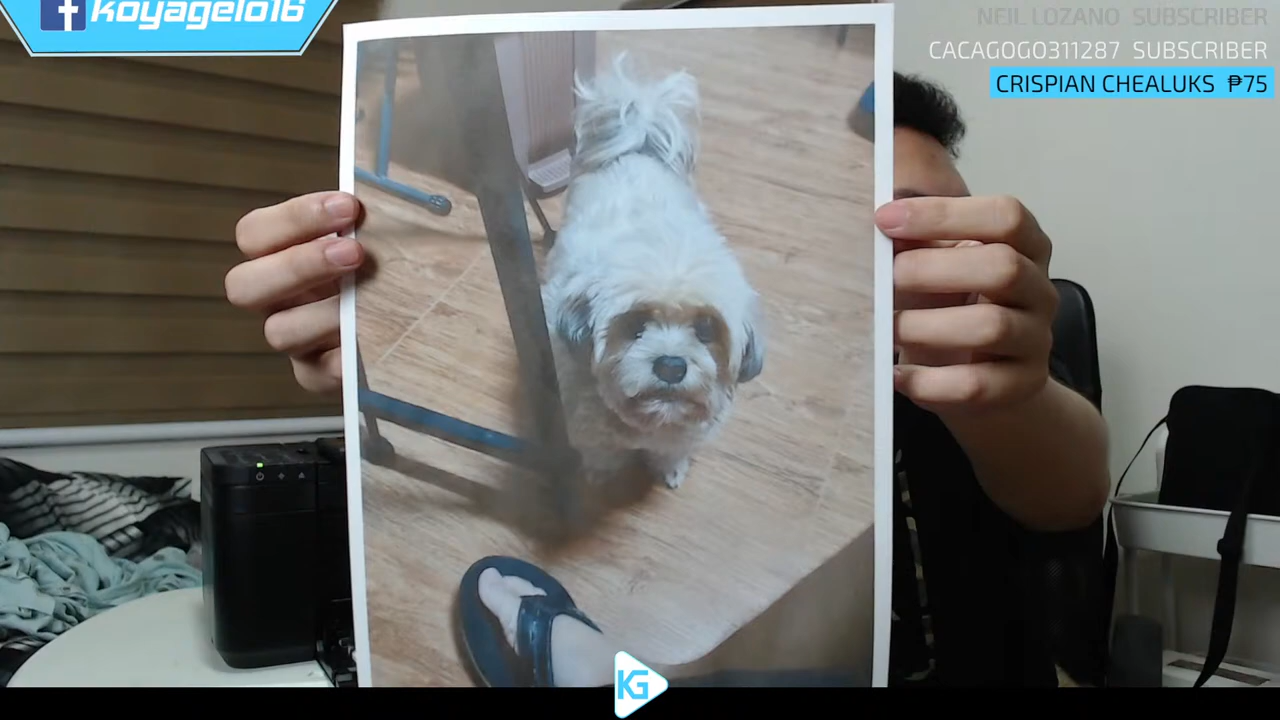 koyagelo16
NEIL LOZANO SUBSCRIBER
CACAGOGO311287 SUBSCRIBER
CRISPIAN CHEALUKS ₱75
KG